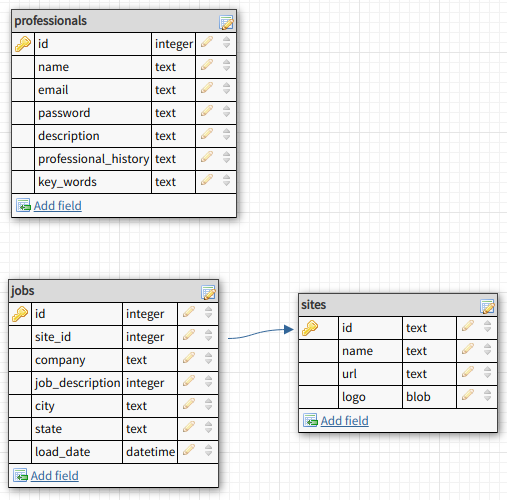 professionals
id integer
name text
email text
password text
description text
professional_history text
key_words text
Add field
jobs
id integer
site_id integer
company text
job_description integer
city text
state text
load_date datetime
Add field
sites
id text
name text
url text
logo blob
Add field